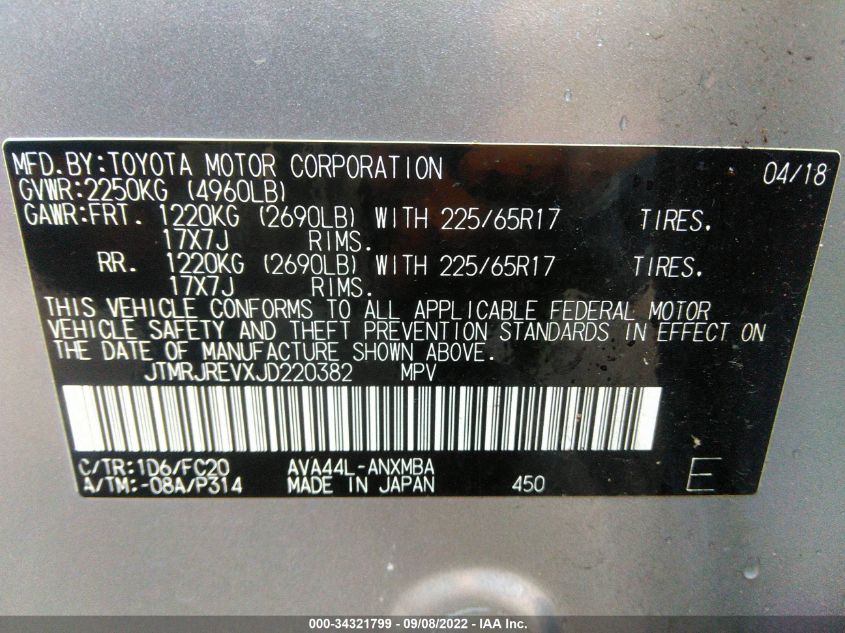 MFD.BY:TOYOTA MOTOR CORPORATION 04/18
GVWR:2250KG (4960LB)
GAWR:FRT. 1220KG (2690LB) WITH 225/65R17 TIRES.
17X7J RIMS.
RR. 1220KG (2690LB) WITH 225/65R17 TIRES.
17X7J RIMS.
THIS VEHICLE CONFORMS TO ALL APPLICABLE FEDERAL MOTOR
VEHICLE SAFETY AND THEFT PREVENTION STANDARDS IN EFFECT ON
THE DATE OF MANUFACTURE SHOWN ABOVE.
JTMRJREVXJD220382 MPV
C/TR:1D6/FC20 AVA44L-ANXMBA
A/TM:-08A/P314 MADE IN JAPAN 450 E
000-34321799 - 09/08/2022 - IAA Inc.